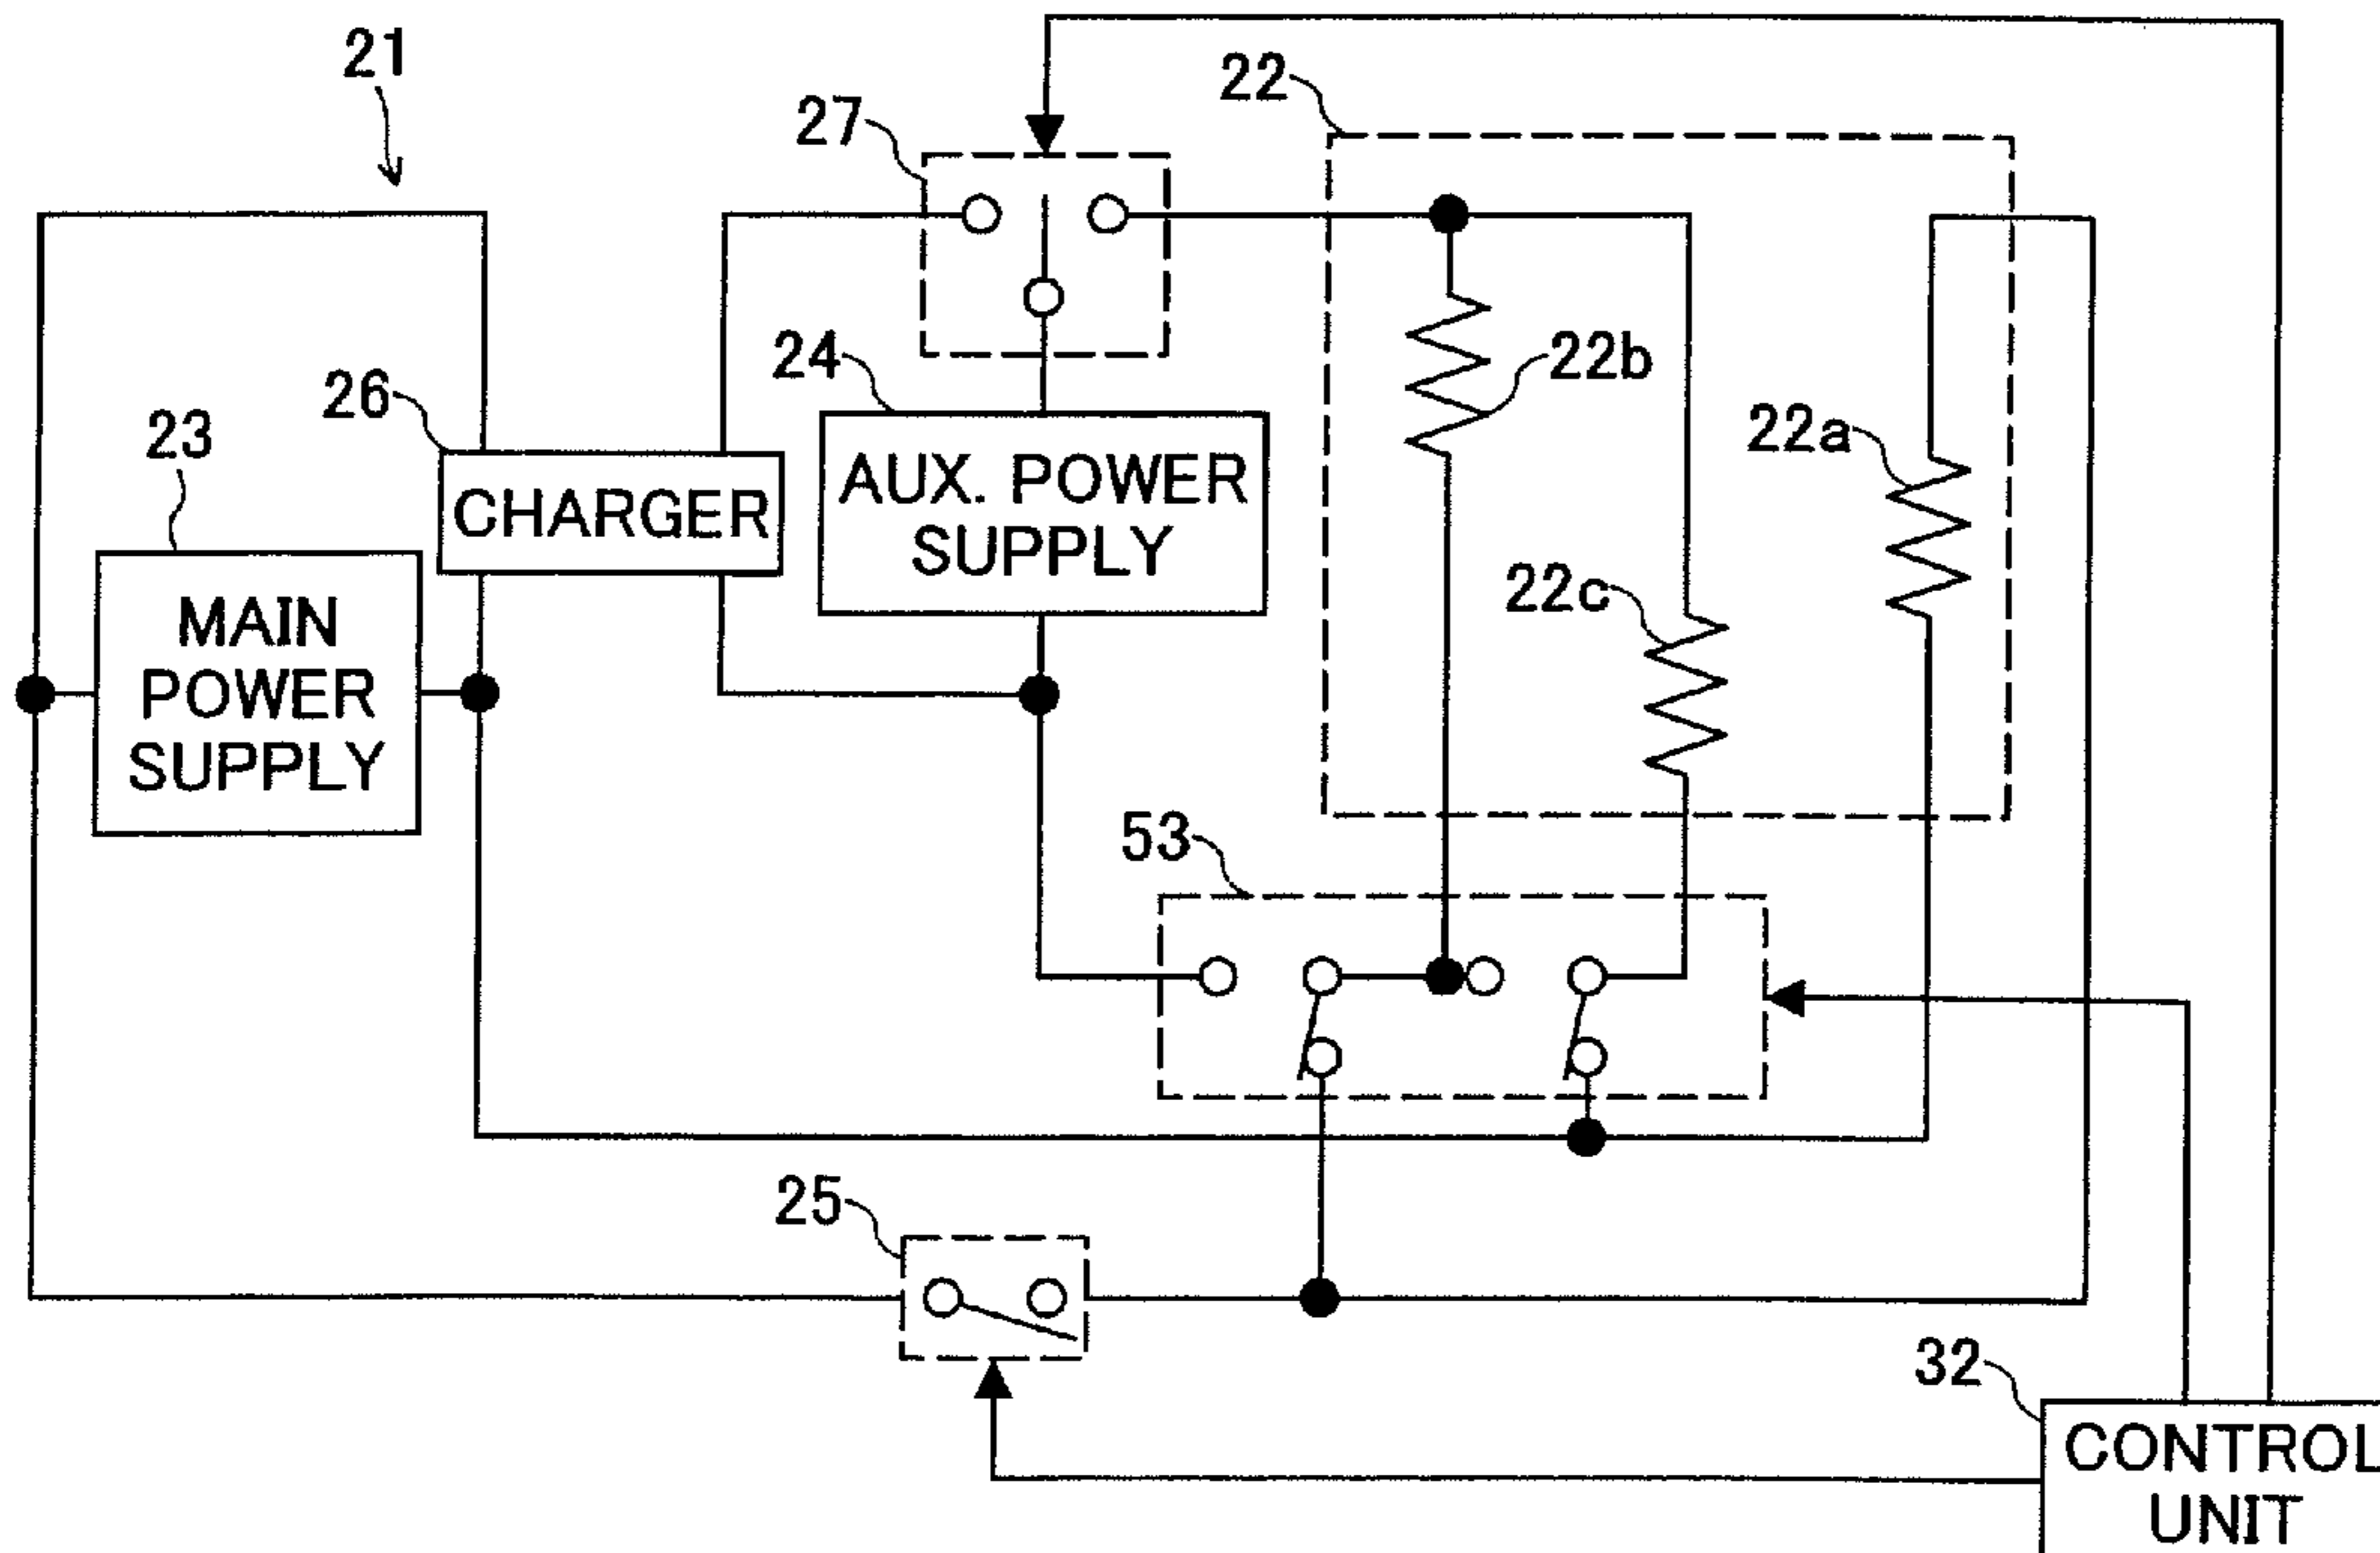 21
22
27
24
22b
26
23
22a
AUX. POWER
SUPPLY
CHARGER
22c
MAIN
POWER
SUPPLY
53
25
32
CONTROL
UNIT